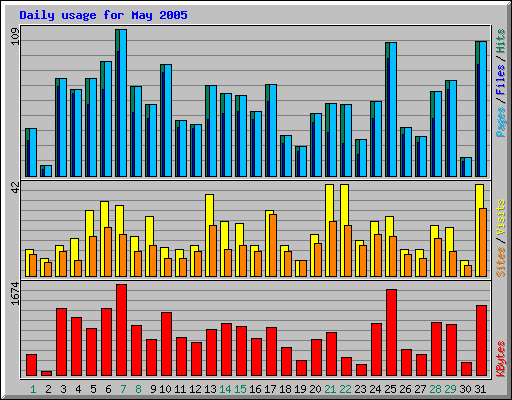 Daily usage for May 2005
109
Pages / Files / Hits
42
Sites / Visits
1674
KBytes
1 2 3 4 5 6 7 8 9 10 11 12 13 14 15 16 17 18 19 20 21 22 23 24 25 26 27 28 29 30 31